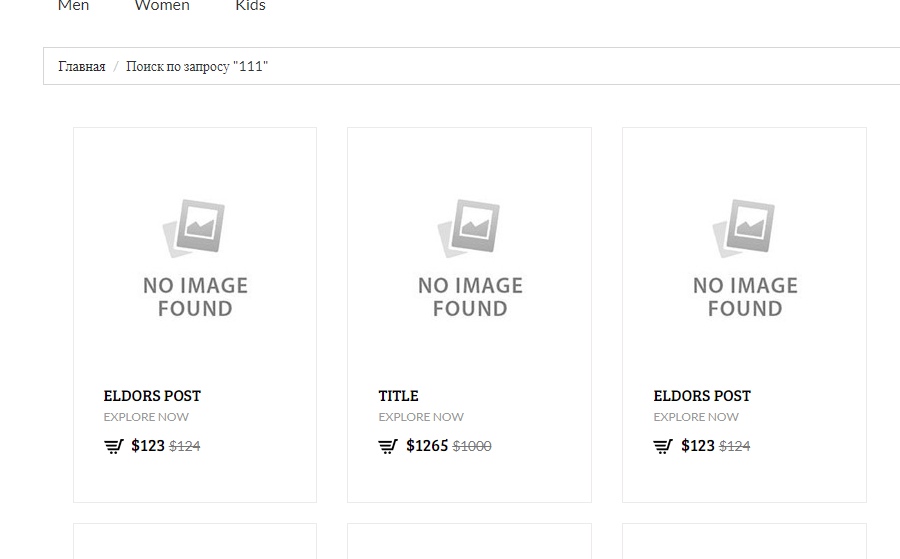 Men Women Kids
Главная / Поиск по запросу "111"
NO IMAGE FOUND
NO IMAGE FOUND
NO IMAGE FOUND
ELDORS POST
EXPLORE NOW
$123 $124
TITLE
EXPLORE NOW
$1265 $1000
ELDORS POST
EXPLORE NOW
$123 $124